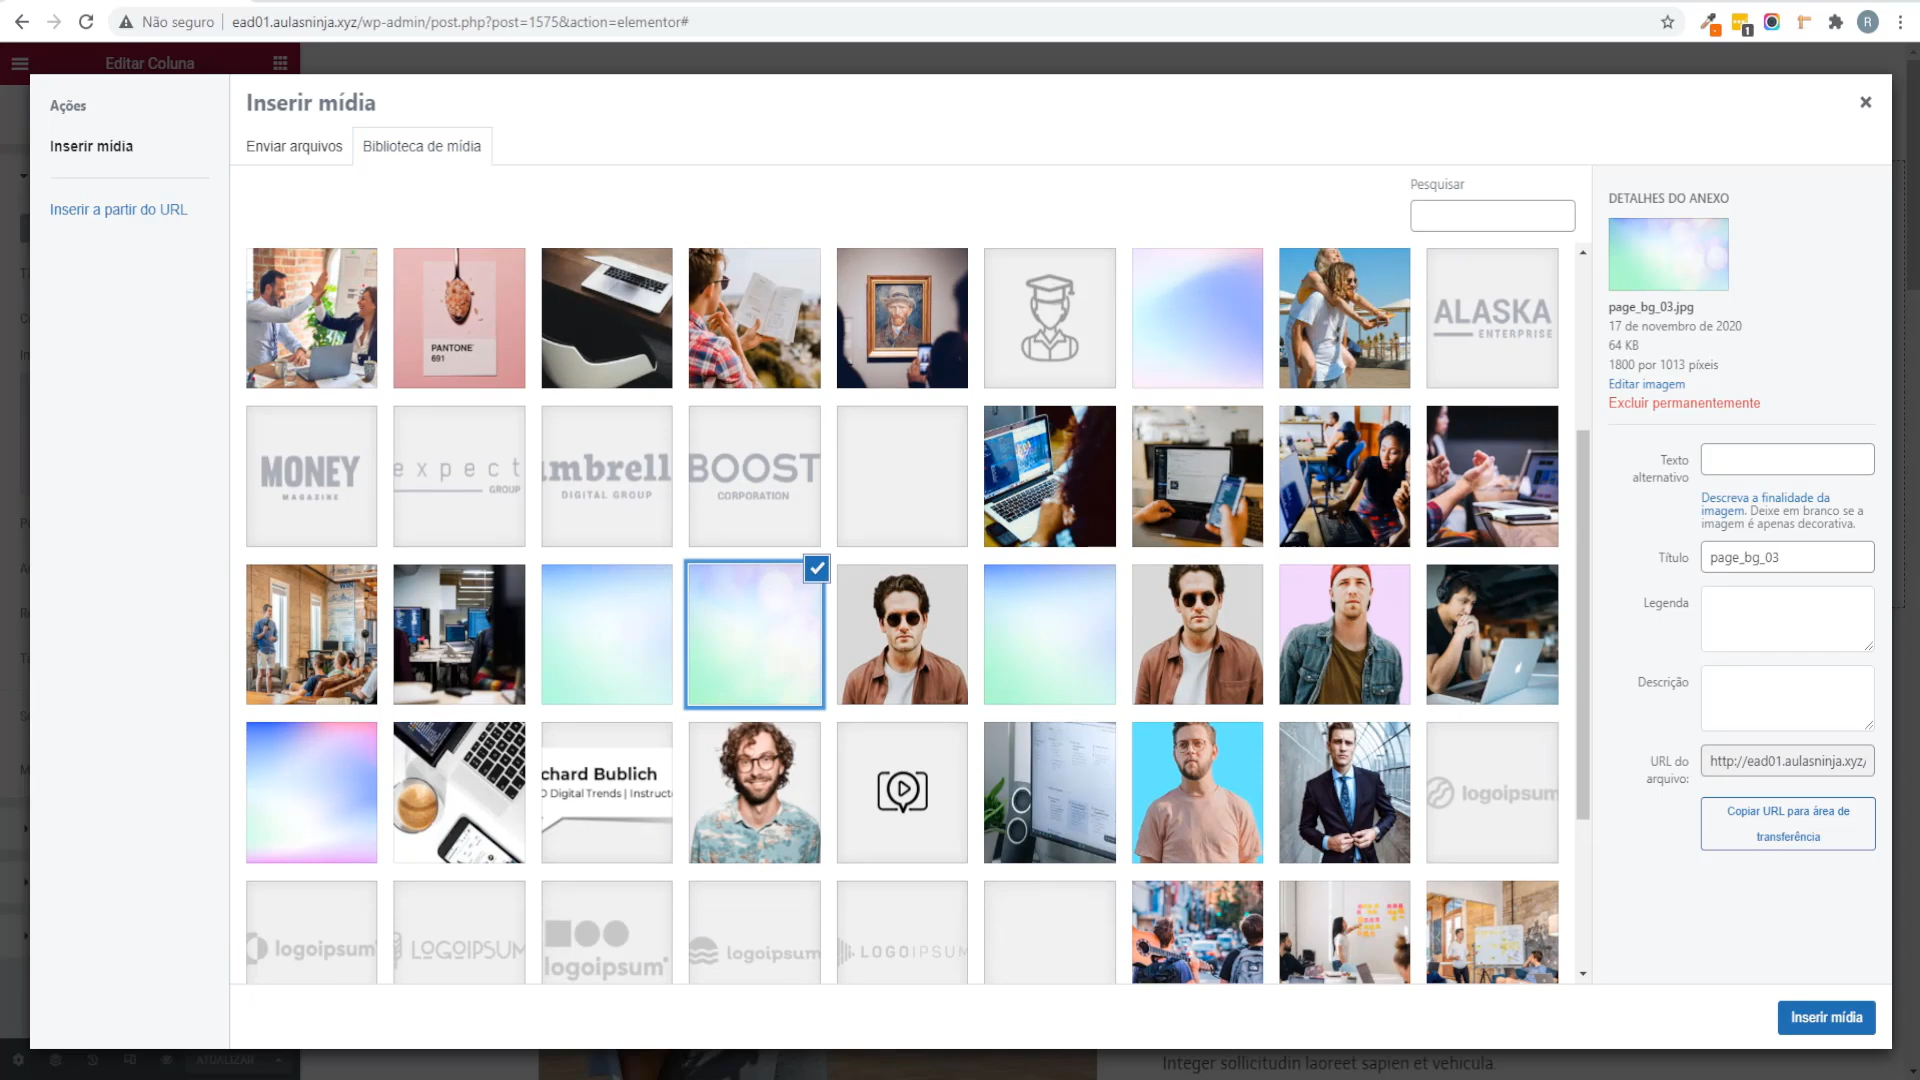 Não seguro
ead01.aulasninja.xyz/wp-admin/post.php?post=1575&action=elementor#
1
R
Editar Coluna
Ações
Inserir mídia
Inserir a partir do URL
Inserir mídia
Enviar arquivos
Biblioteca de mídia
Pesquisar
PANTONE
691
ALASKA
ENTERPRISE
MONEY
MAGAZINE
expect
GROUP
mbrell
DIGITAL GROUP
BOOST
CORPORATION
chard Bublich
O Digital Trends | Instruct
logoipsum
logoipsum
LOGOIPSUM
logoipsum
logoipsum
LOGOIPSUM
DETALHES DO ANEXO
page_bg_03.jpg
17 de novembro de 2020
64 KB
1800 por 1013 píxeis
Editar imagem
Excluir permanentemente
Texto
alternativo
Descreva a finalidade da
imagem. Deixe em branco se a
imagem é apenas decorativa.
Título
page_bg_03
Legenda
Descrição
URL do
arquivo:
http://ead01.aulasninja.xyz/
Copiar URL para área de
transferência
Inserir mídia
ATUALIZAR
Integer sollicitudin laoreet sapien et vehicula.